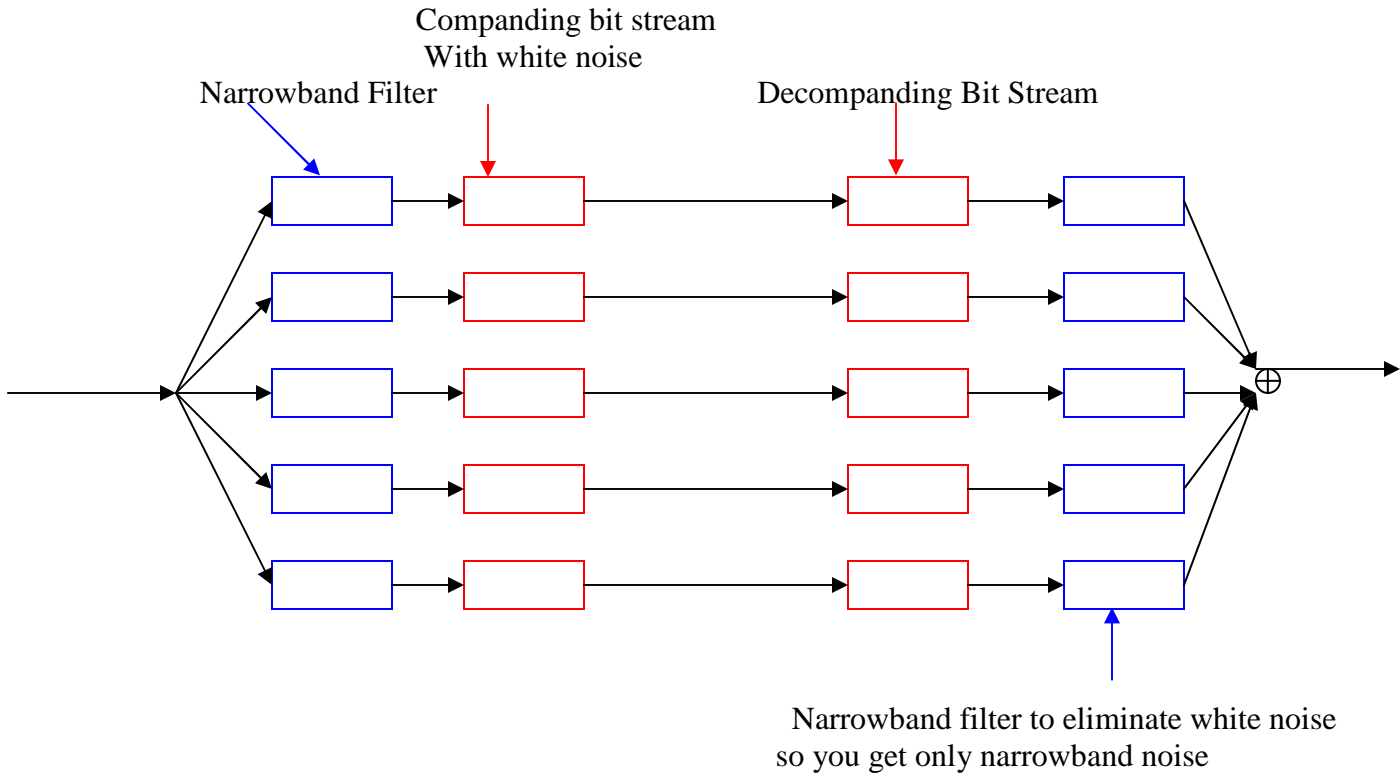 Companding bit stream
With white noise
Narrowband Filter
Decompanding Bit Stream
Narrowband filter to eliminate white noise
so you get only narrowband noise